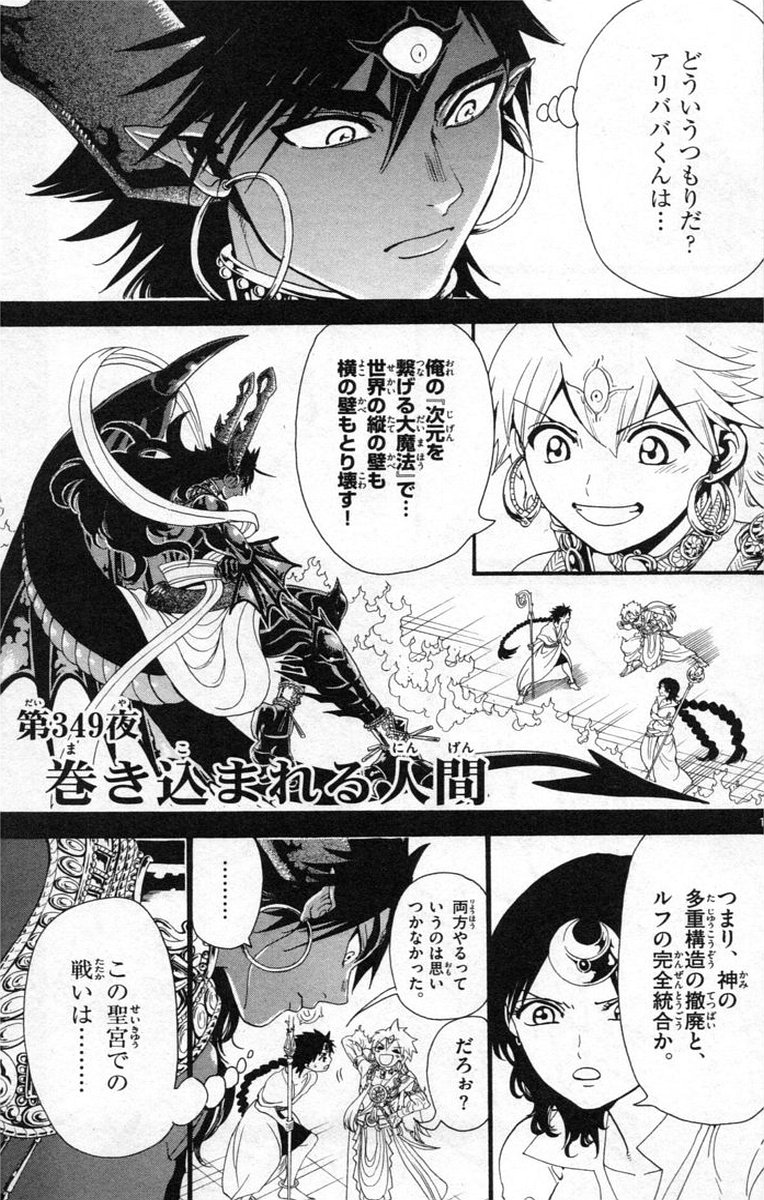 どういうつもりだ?
アリババくんは…
俺の『次元を
繋げる大魔法』で…
世界の縦の壁も
横の壁もとり壊す!
第349夜
巻き込まれる人間
つまり、神の
多重構造の撤廃と、
ルフの完全統合か。
両方やるって
いうのは思い
つかなかった。
だろぉ?
………
この聖宮での
戦いは………
1